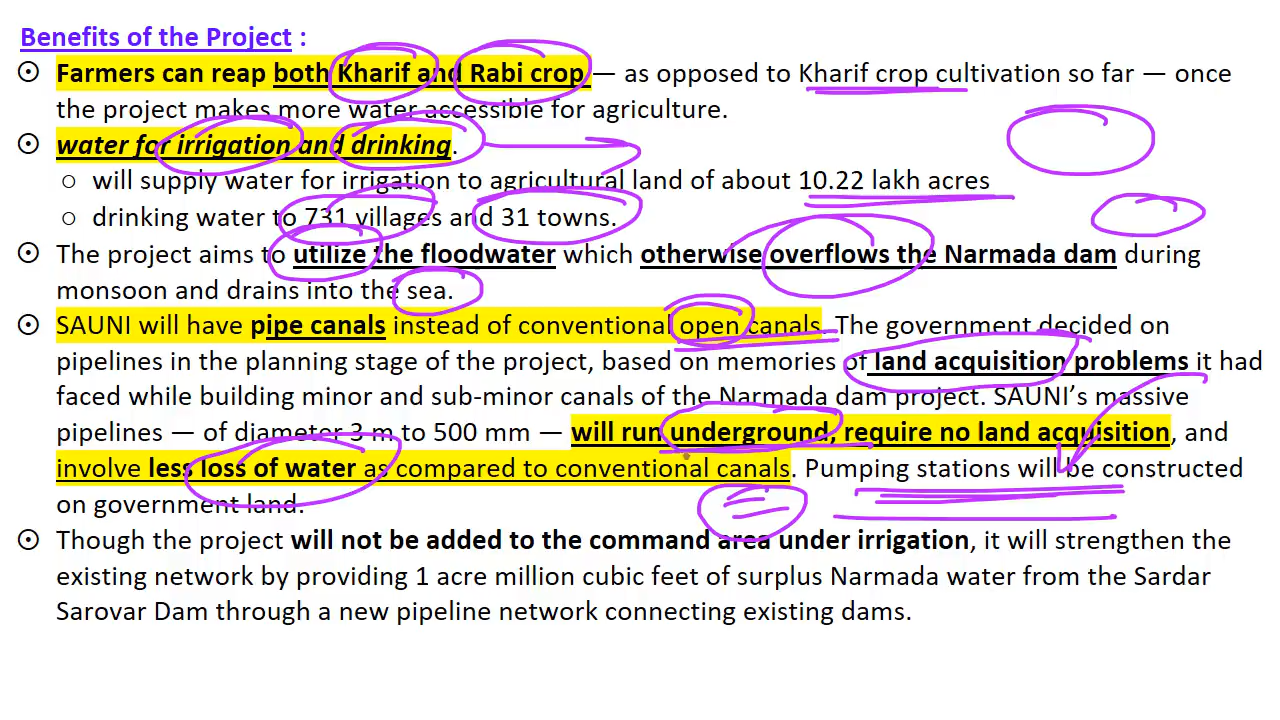 Benefits of the Project :
⊙ Farmers can reap both Kharif and Rabi crop — as opposed to Kharif crop cultivation so far — once
the project makes more water accessible for agriculture.
⊙ water for irrigation and drinking.
○ will supply water for irrigation to agricultural land of about 10.22 lakh acres
○ drinking water to 731 villages and 31 towns.
⊙ The project aims to utilize the floodwater which otherwise overflows the Narmada dam during
monsoon and drains into the sea.
⊙ SAUNI will have pipe canals instead of conventional open canals. The government decided on
pipelines in the planning stage of the project, based on memories of land acquisition problems it had
faced while building minor and sub-minor canals of the Narmada dam project. SAUNI’s massive
pipelines — of diameter 3 m to 500 mm — will run underground, require no land acquisition, and
involve less loss of water as compared to conventional canals. Pumping stations will be constructed
on government land.
⊙ Though the project will not be added to the command area under irrigation, it will strengthen the
existing network by providing 1 acre million cubic feet of surplus Narmada water from the Sardar
Sarovar Dam through a new pipeline network connecting existing dams.